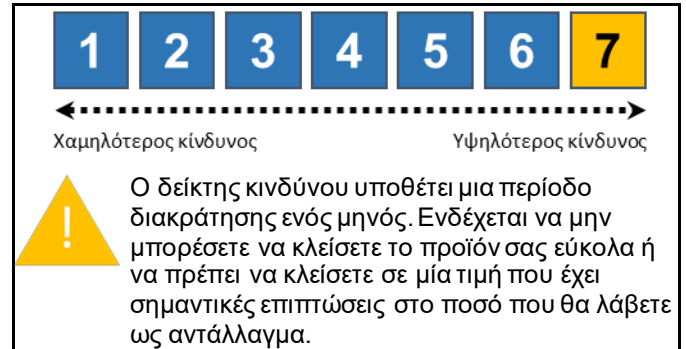 1 2 3 4 5 6 7
Χαμηλότερος κίνδυνος Υψηλότερος κίνδυνος
!
Ο δείκτης κινδύνου υποθέτει μια περίοδο
διακράτησης ενός μηνός. Ενδέχεται να μην
μπορέσετε να κλείσετε το προϊόν σας εύκολα ή
να πρέπει να κλείσετε σε μία τιμή που έχει
σημαντικές επιπτώσεις στο ποσό που θα λάβετε
ως αντάλλαγμα.